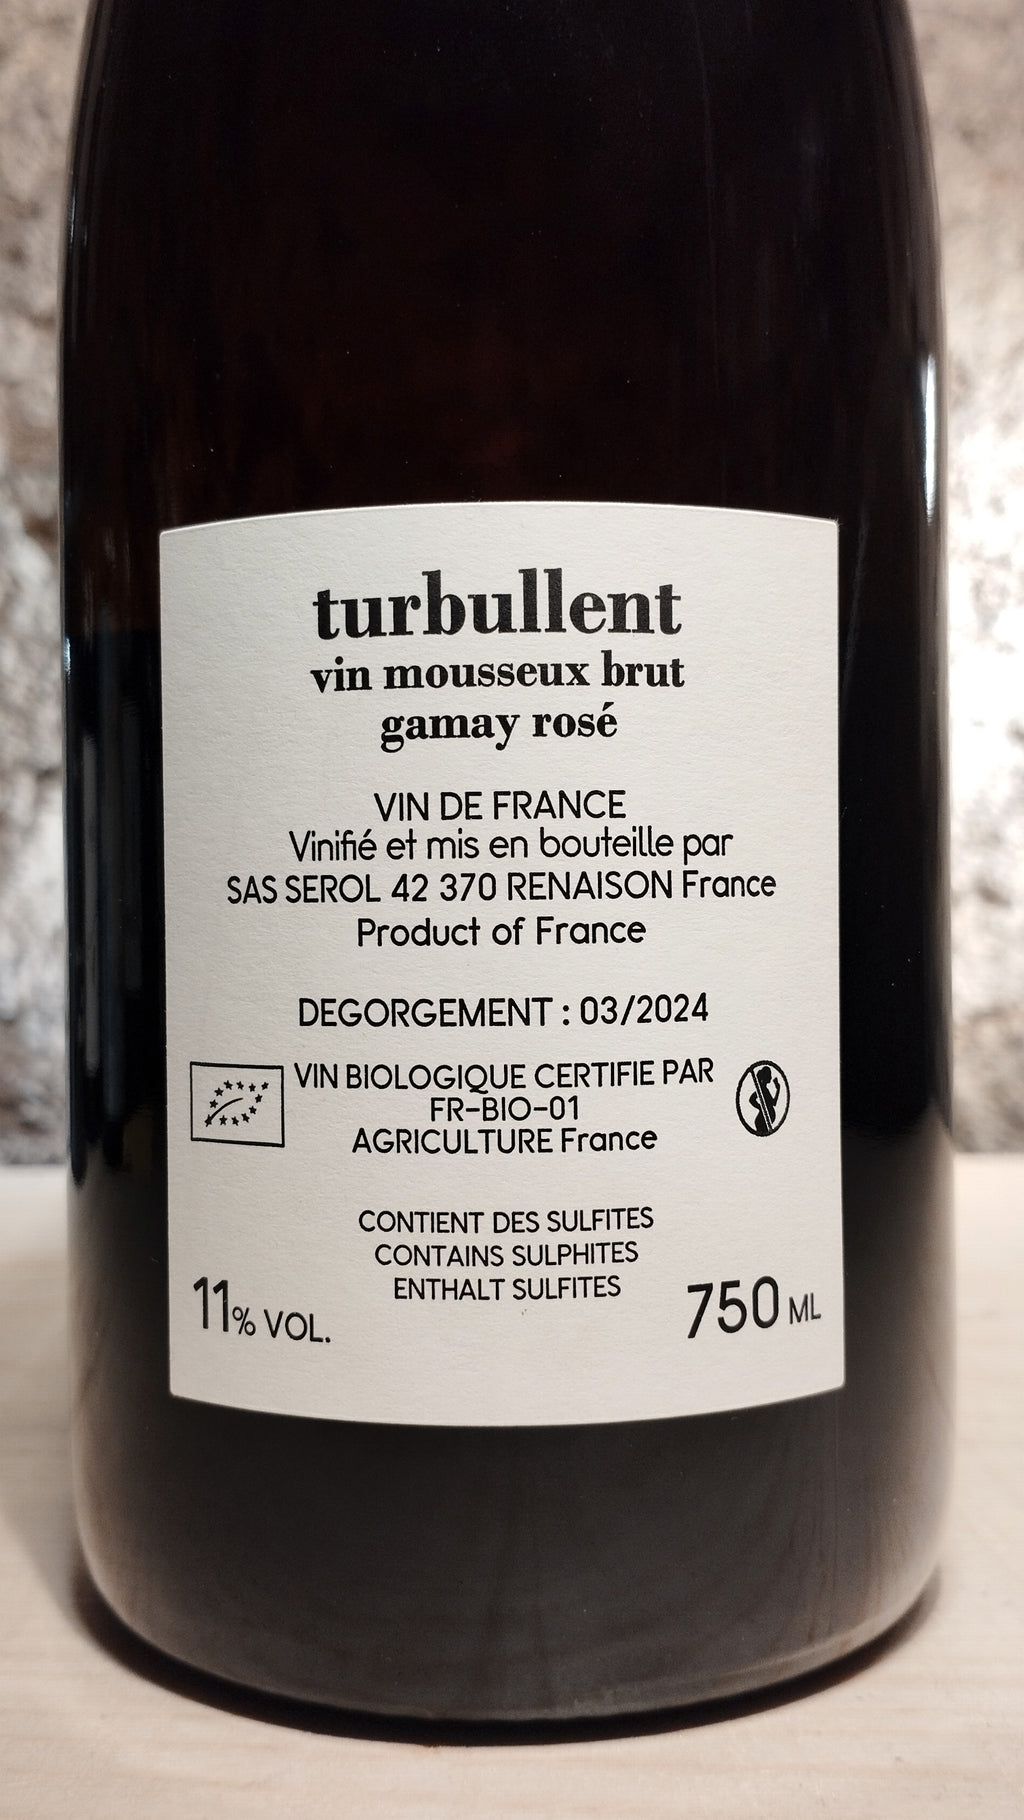 turbullent
vin mousseux brut
gamay rosé
VIN DE FRANCE
Vinifié et mis en bouteille par
SAS SEROL 42 370 RENAISON France
Product of France
DEGORGEMENT : 03/2024
VIN BIOLOGIQUE CERTIFIE PAR
FR-BIO-01
AGRICULTURE France
CONTIENT DES SULFITES
CONTAINS SULPHITES
ENTHALT SULFITES
11% VOL.
750 ML